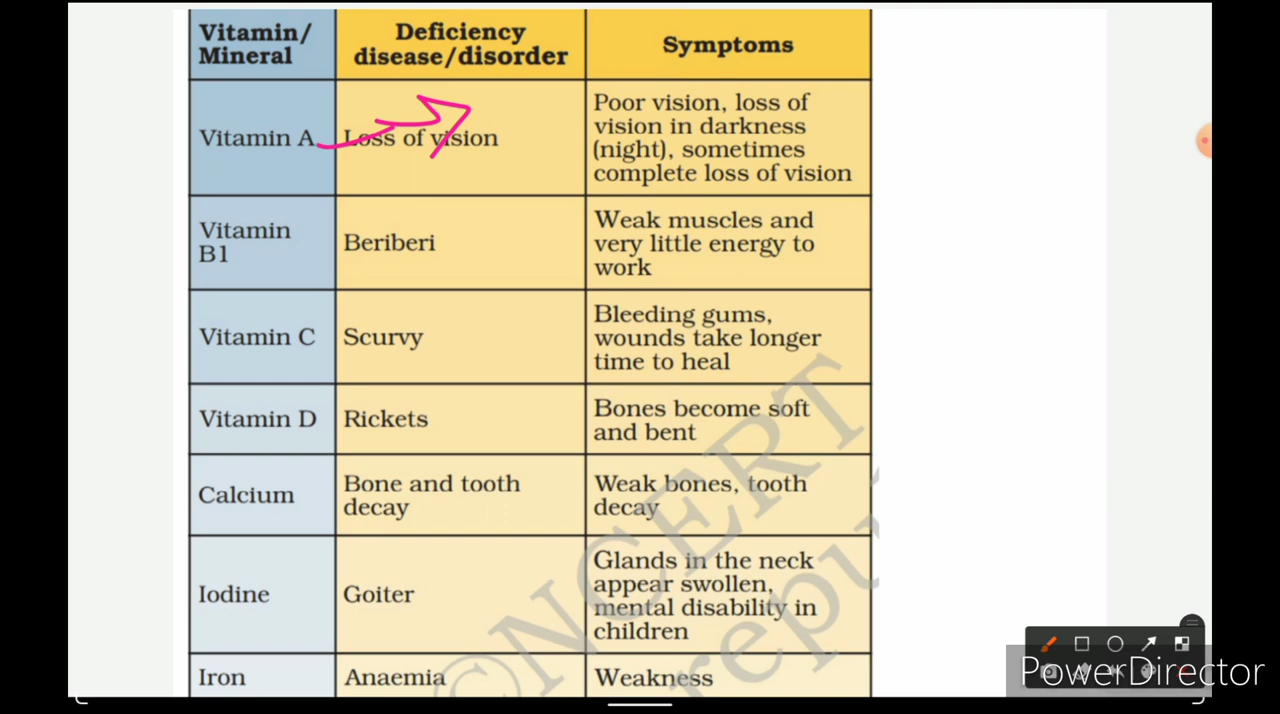 Vitamin/
Mineral
Deficiency
disease/disorder
Symptoms
Vitamin A
Loss of vision
Poor vision, loss of
vision in darkness
(night), sometimes
complete loss of vision
Vitamin
B1
Beriberi
Weak muscles and
very little energy to
work
Vitamin C
Scurvy
Bleeding gums,
wounds take longer
time to heal
Vitamin D
Rickets
Bones become soft
and bent
Calcium
Bone and tooth
decay
Weak bones, tooth
decay
Iodine
Goiter
Glands in the neck
appear swollen,
mental disability in
children
Iron
Anaemia
Weakness
©NCERT
PowerDirector